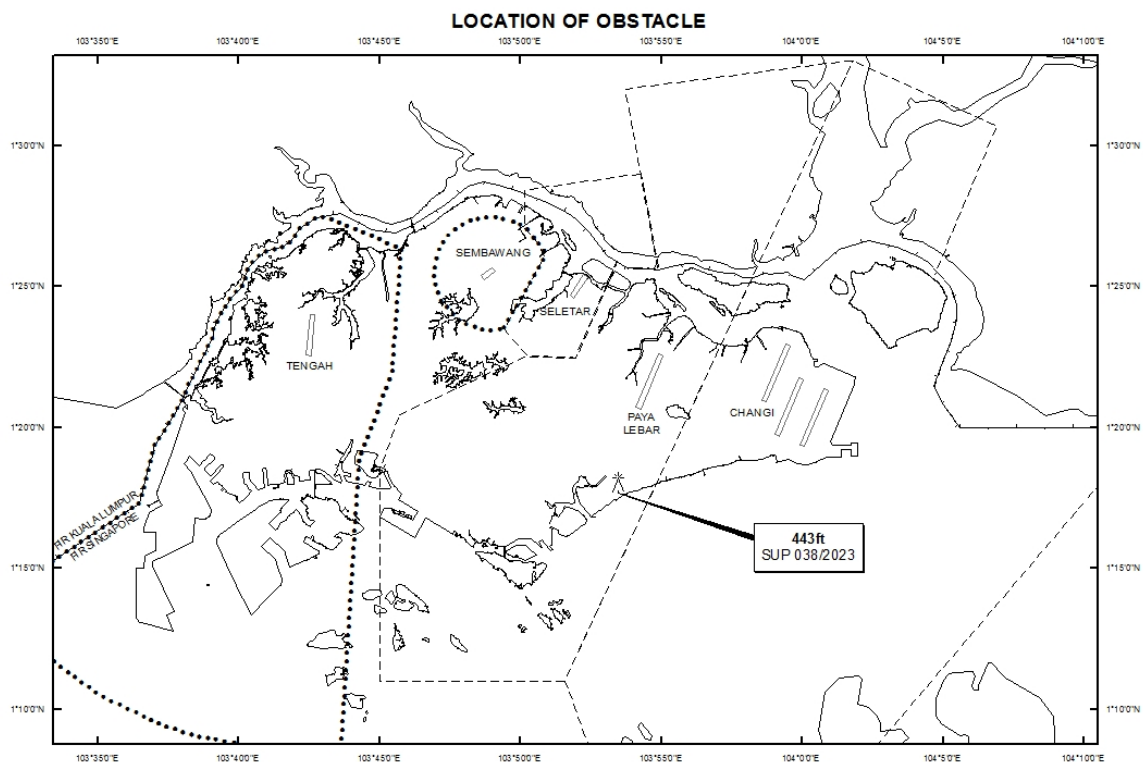 LOCATION OF OBSTACLE
103°35'0"E 103°40'0"E 103°45'0"E 103°50'0"E 103°55'0"E 104°0'0"E 104°5'0"E 104°10'0"E
1°30'0"N 1°30'0"N
SEMBAWANG
1°25'0"N 1°25'0"N
SELETAR
TENGAH
PAYA
LEBAR
CHANGI
1°20'0"N 1°20'0"N
FIR KUALA LUMPUR
FIR SINGAPORE
443ft
SUP 038/2023
1°15'0"N 1°15'0"N
1°10'0"N 1°10'0"N
103°35'0"E 103°40'0"E 103°45'0"E 103°50'0"E 103°55'0"E 104°0'0"E 104°5'0"E 104°10'0"E